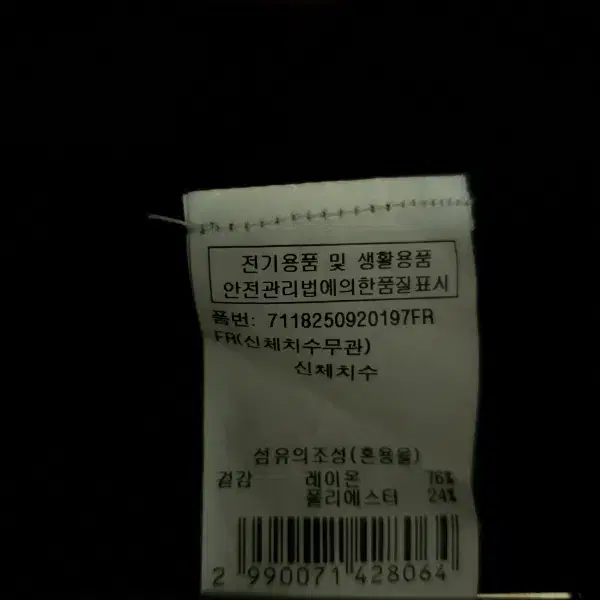 전기용품 및 생활용품
안전관리법에의한품질표시
품번: 7118250920197FR
FR(신체치수무관)
신체치수
섬유의조성(혼용율)
겉감 레이온 76%
폴리에스터 24%
2 990071 428064